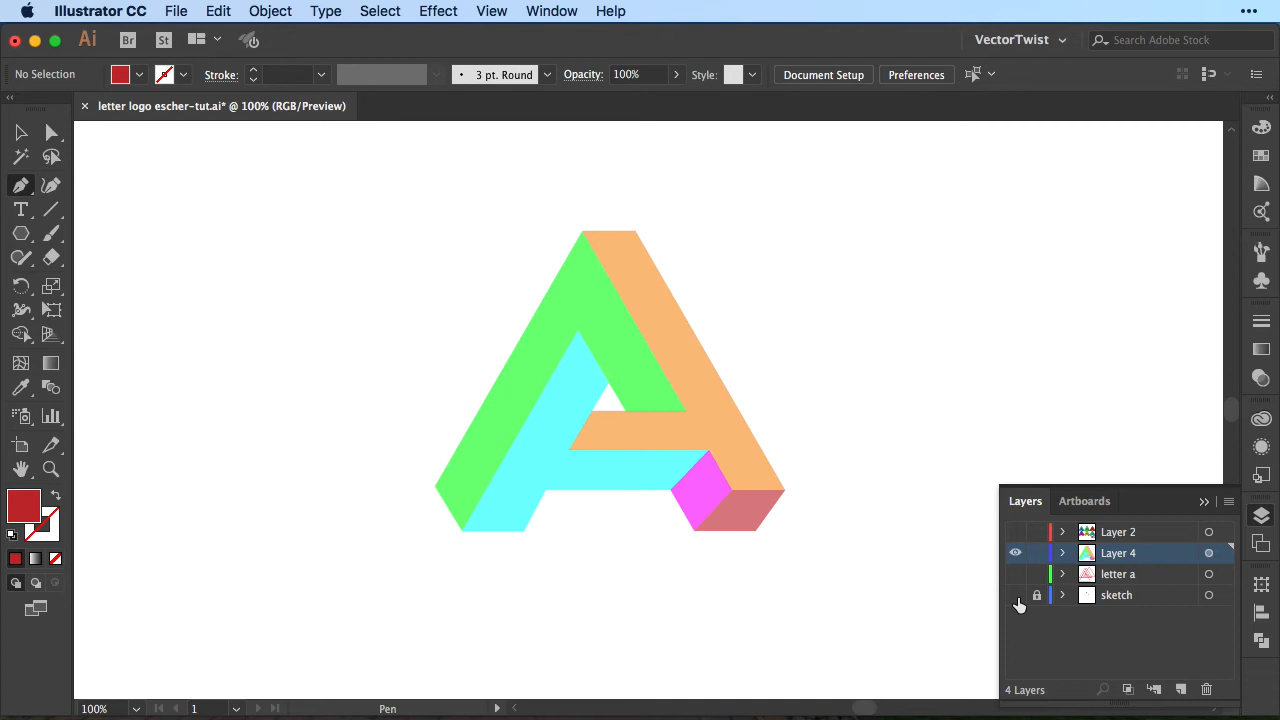 Illustrator CC File Edit Object Type Select Effect View Window Help
Ai Br St VectorTwist Search Adobe Stock
No Selection Stroke: 3 pt. Round Opacity: 100% Style: Document Setup Preferences
letter logo escher-tut.ai* @ 100% (RGB/Preview)
Layers Artboards
Layer 2
Layer 4
letter a
sketch
4 Layers
100% 1 Pen